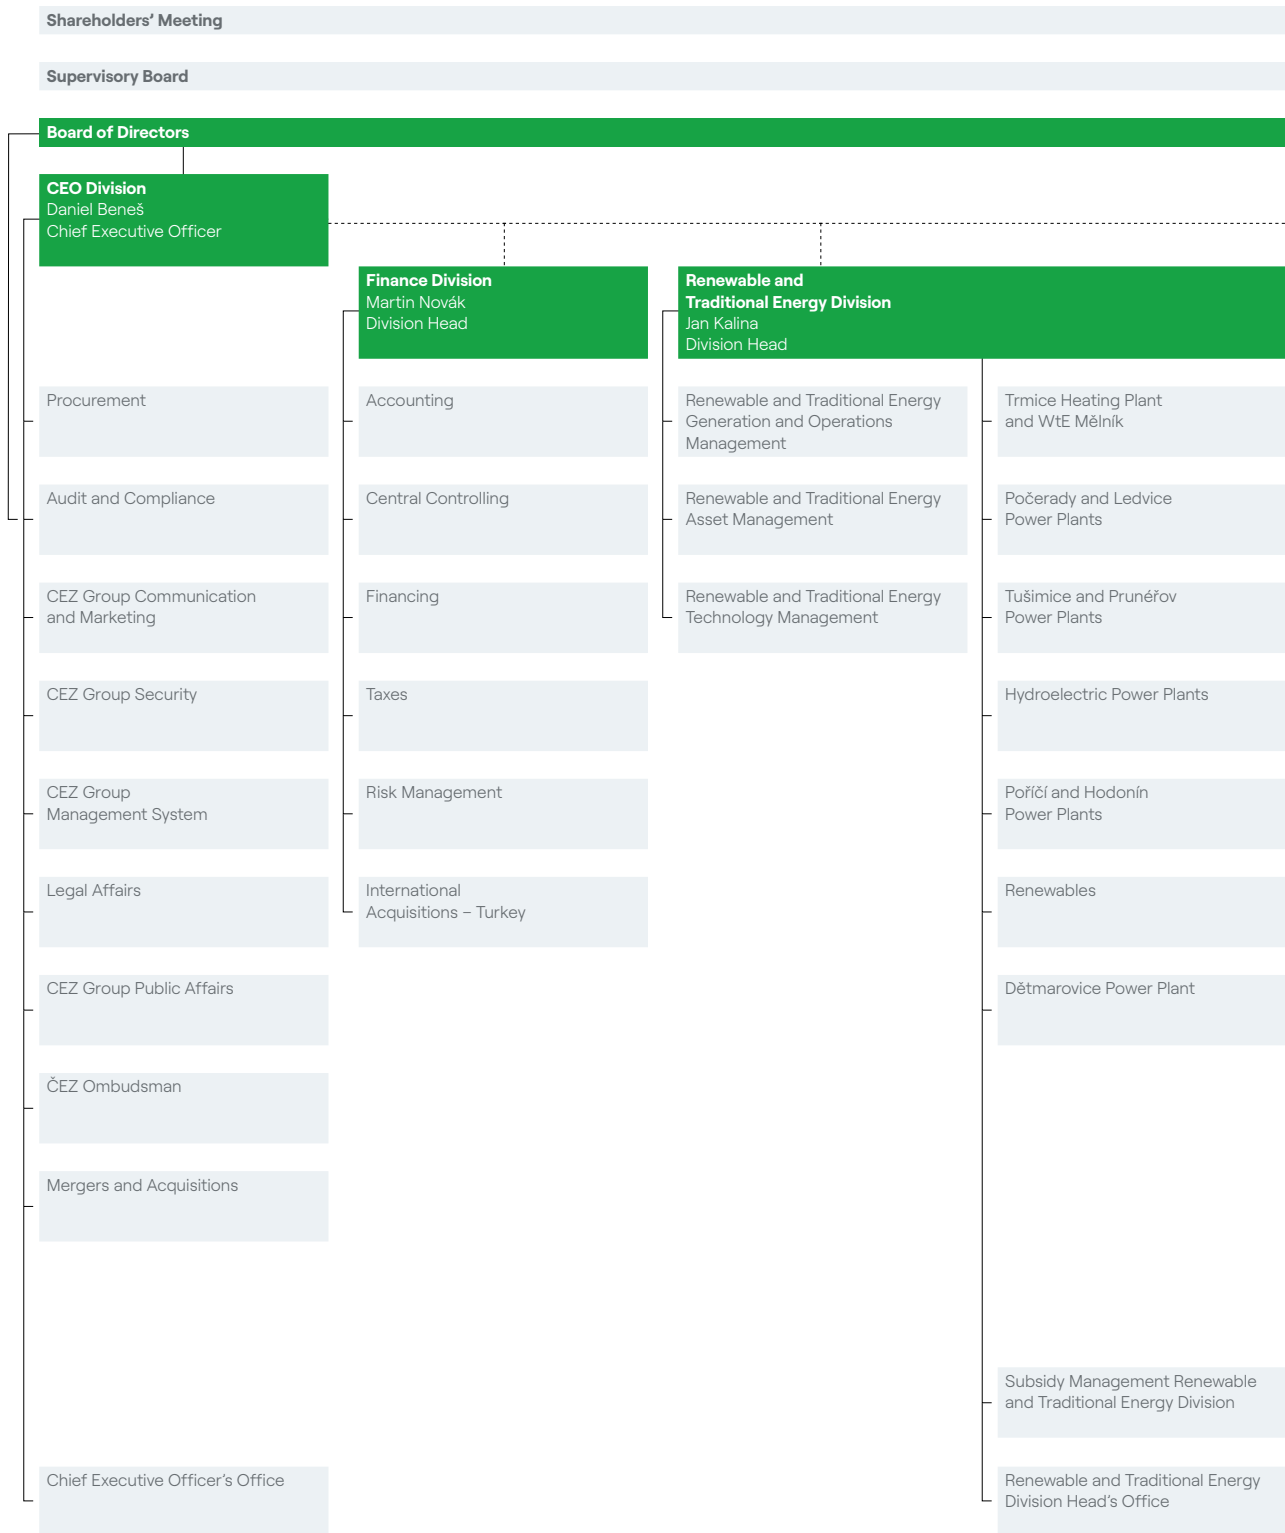 Shareholders’ Meeting
Supervisory Board
Board of Directors
CEO Division
Daniel Beneš
Chief Executive Officer
Finance Division
Martin Novák
Division Head
Renewable and
Traditional Energy Division
Jan Kalina
Division Head
Procurement
Audit and Compliance
CEZ Group Communication
and Marketing
CEZ Group Security
CEZ Group
Management System
Legal Affairs
CEZ Group Public Affairs
ČEZ Ombudsman
Mergers and Acquisitions
Chief Executive Officer’s Office
Accounting
Central Controlling
Financing
Taxes
Risk Management
International
Acquisitions – Turkey
Renewable and Traditional Energy
Generation and Operations
Management
Renewable and Traditional Energy
Asset Management
Renewable and Traditional Energy
Technology Management
Trmice Heating Plant
and WtE Mělník
Počerady and Ledvice
Power Plants
Tušimice and Prunéřov
Power Plants
Hydroelectric Power Plants
Poříčí and Hodonín
Power Plants
Renewables
Dětmarovice Power Plant
Subsidy Management Renewable
and Traditional Energy Division
Renewable and Traditional Energy
Division Head’s Office